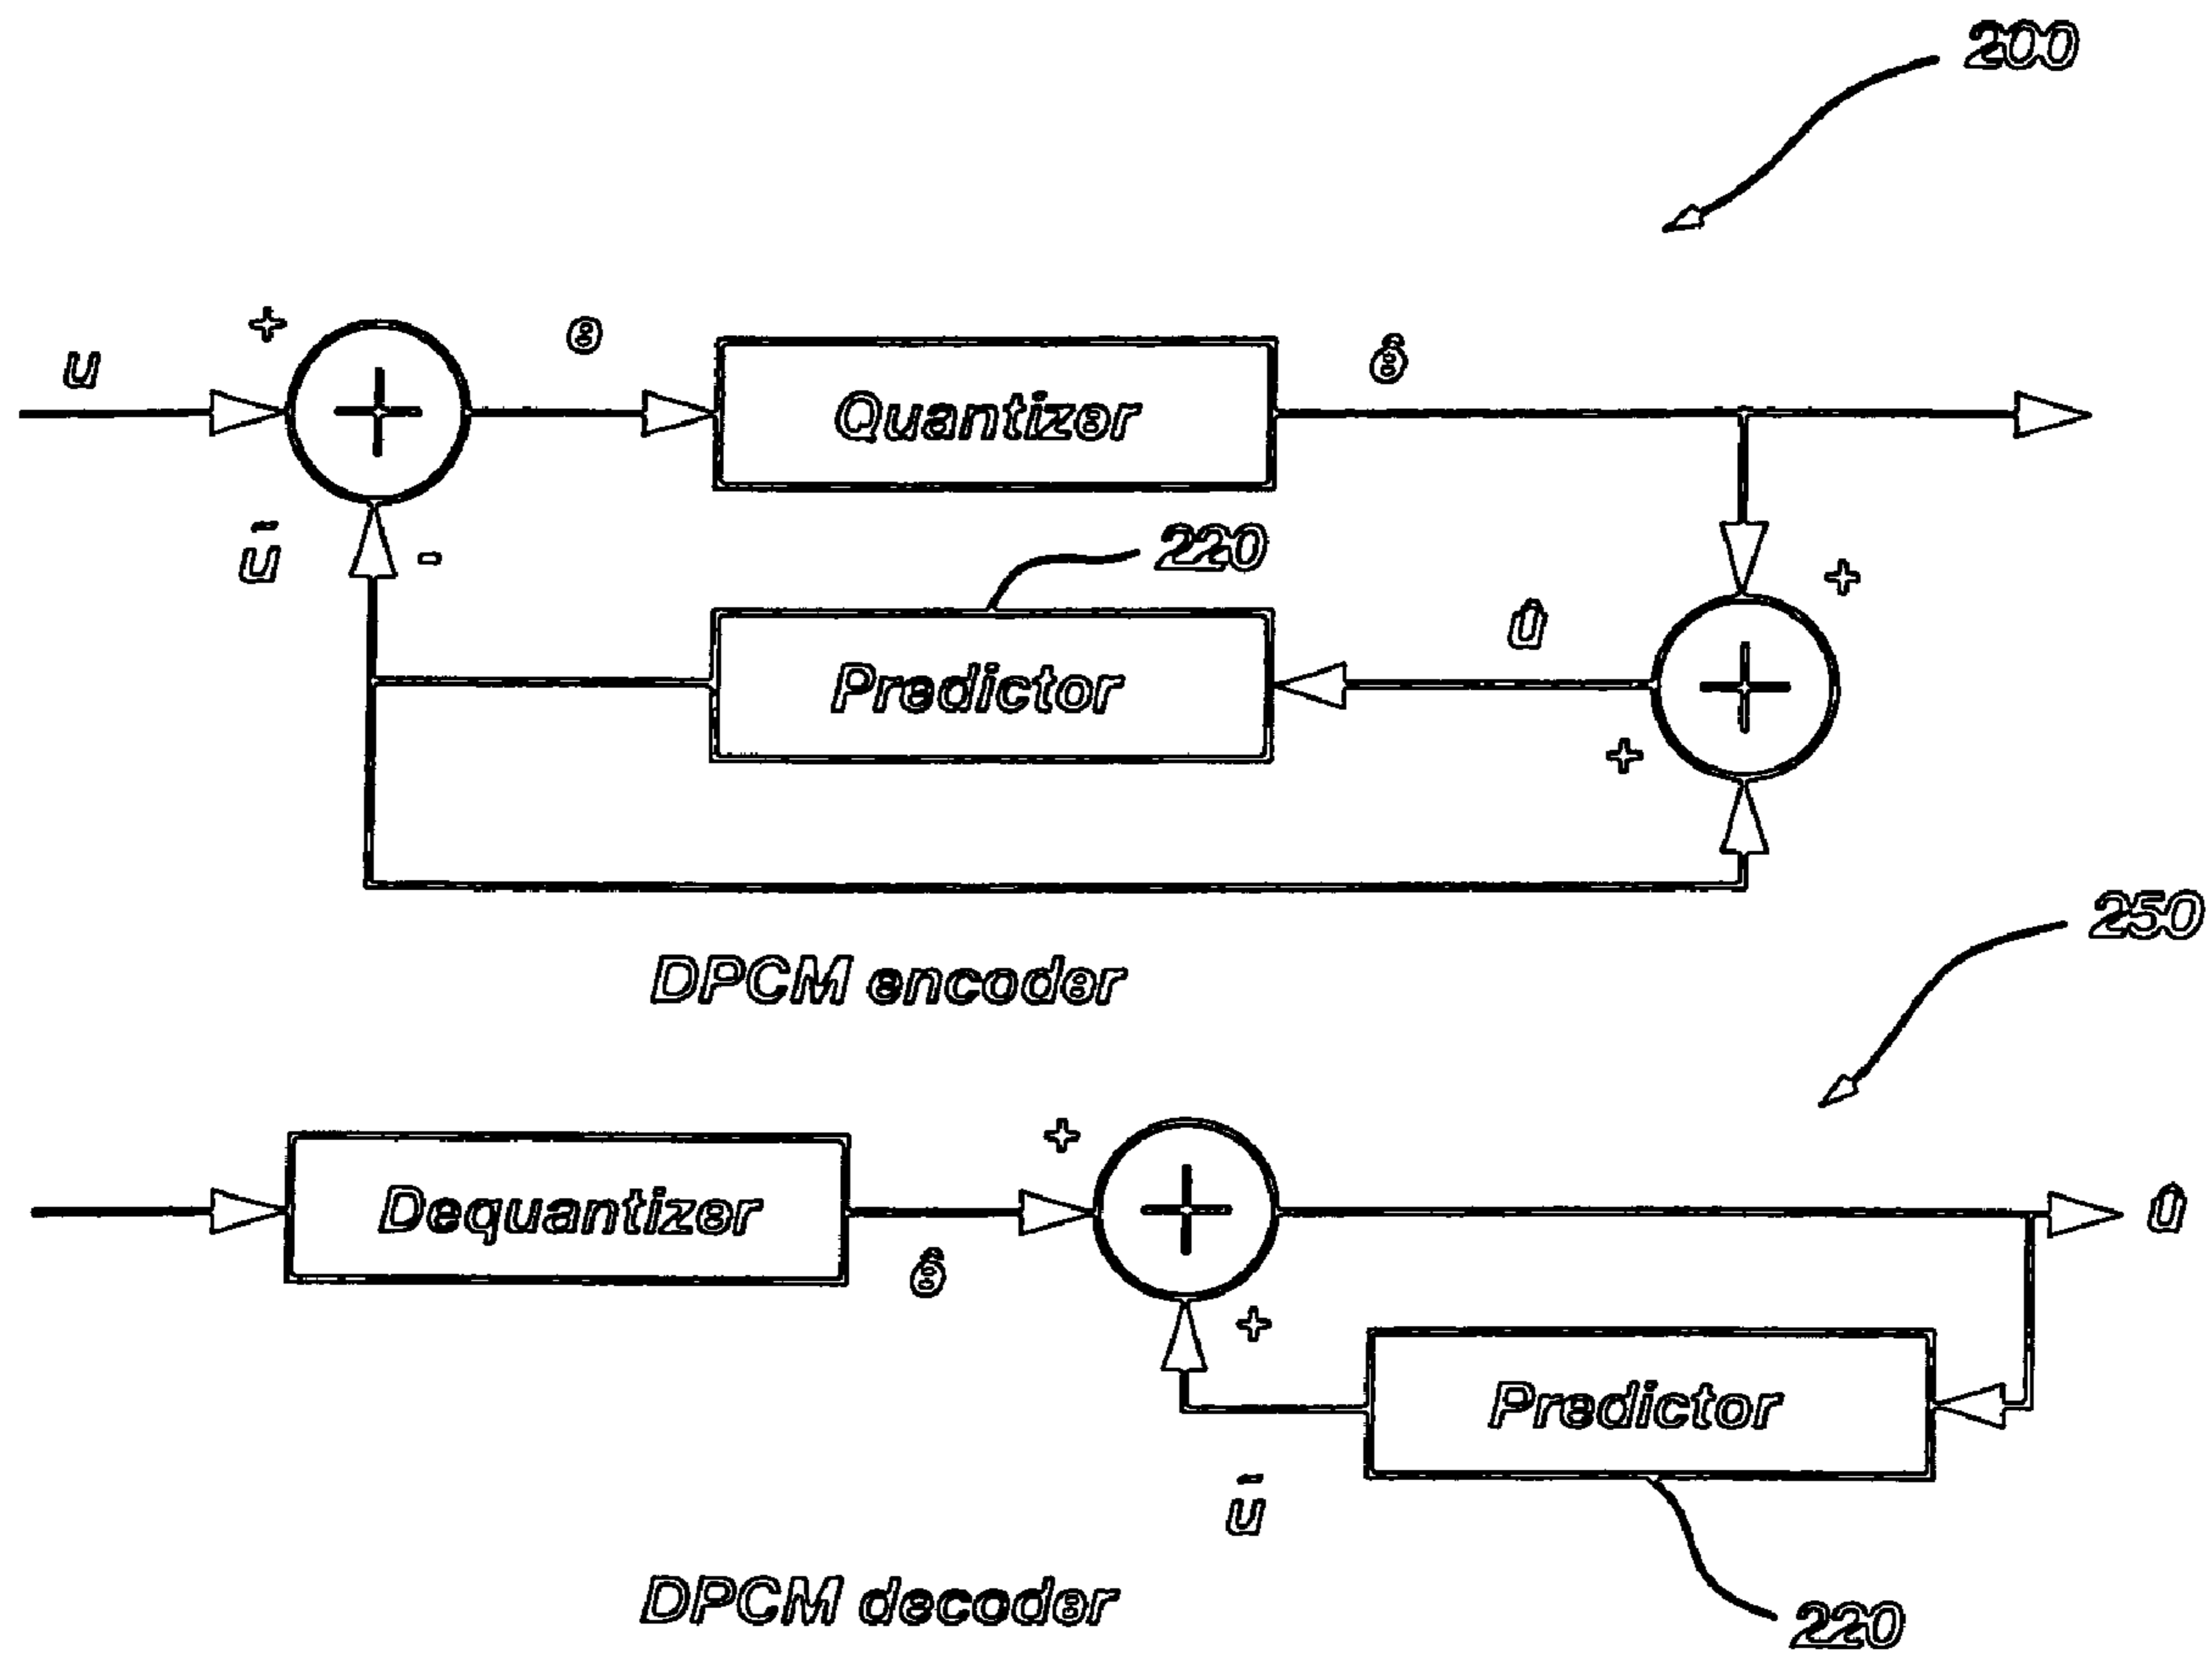 200
+
u
e
Quantizer
ê
ū
-
220
+
û
Predictor
+
DPCM encoder
250
+
Dequantizer
ê
û
+
Predictor
ū
DPCM decoder
220